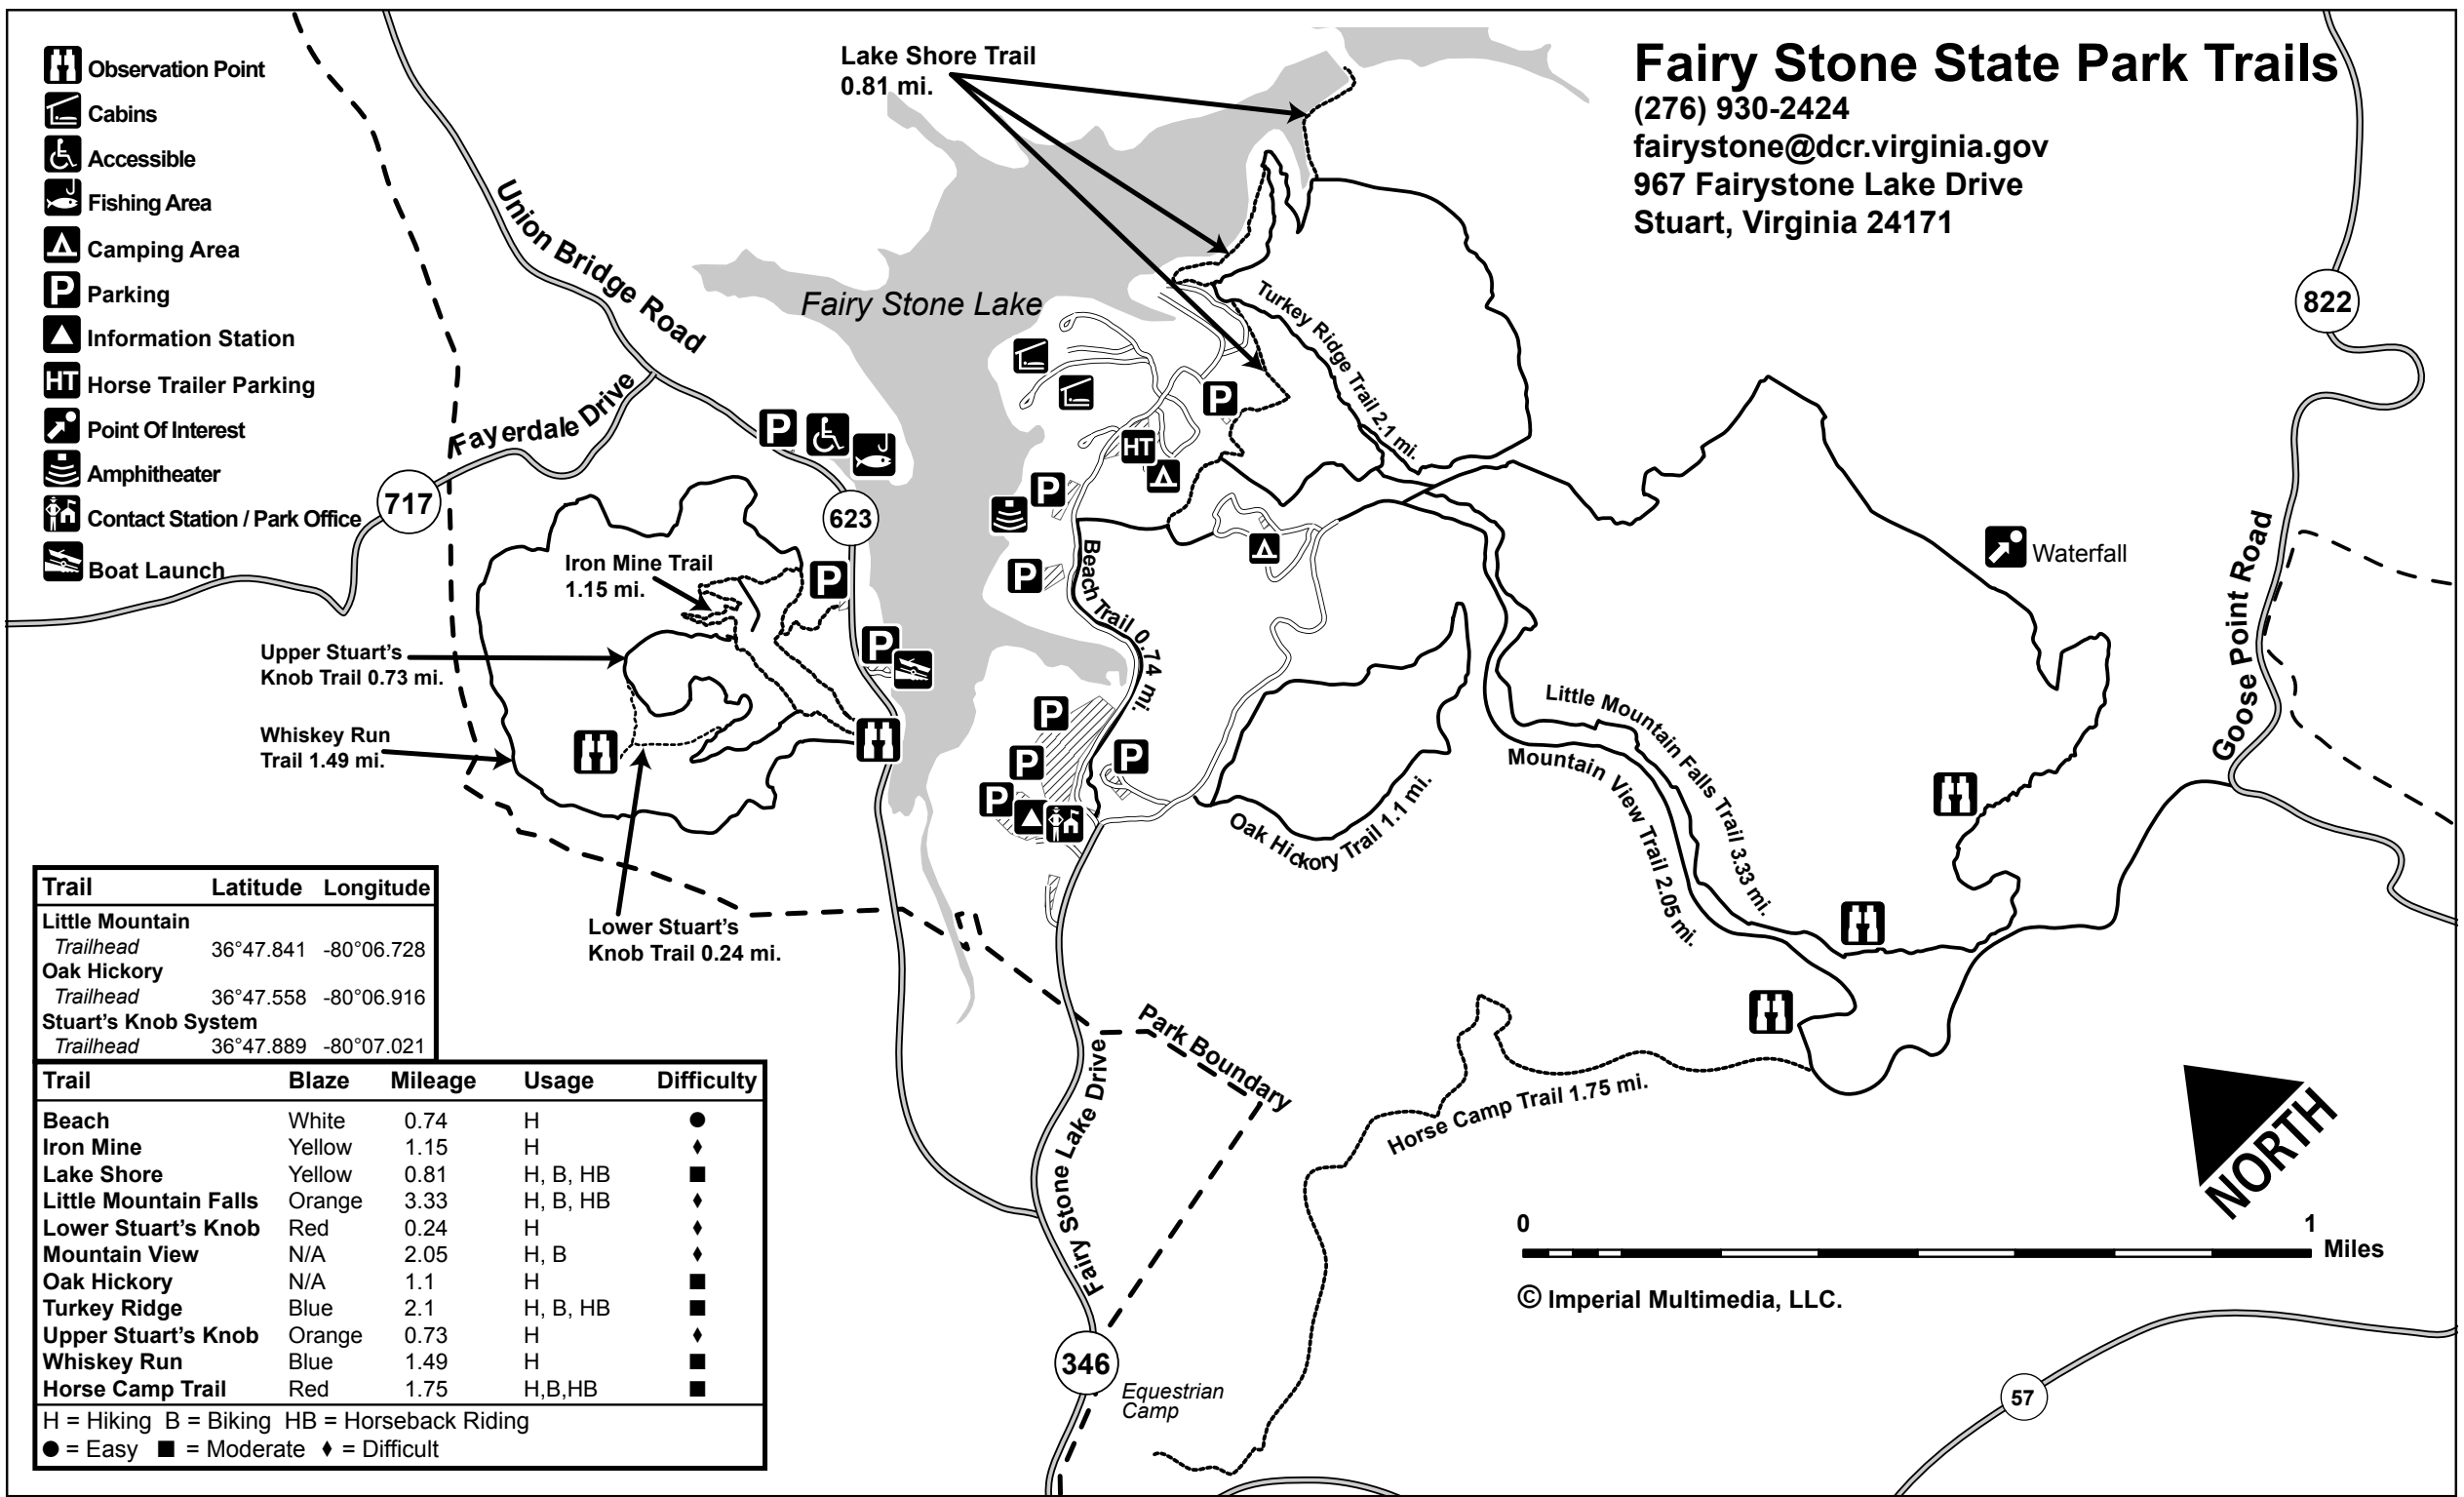 Fairy Stone State Park Trails
(276) 930-2424
fairystone@dcr.virginia.gov
967 Fairystone Lake Drive
Stuart, Virginia 24171
Observation Point
Cabins
Accessible
Fishing Area
Camping Area
P Parking
Information Station
HT Horse Trailer Parking
Point Of Interest
Amphitheater
Contact Station / Park Office
Boat Launch
Lake Shore Trail
0.81 mi.
Union Bridge Road
Fairy Stone Lake
Fayerdale Drive
717
623
822
P
P
P
P
P
P
P
P
P
P
HT
Turkey Ridge Trail 2.1 mi.
Iron Mine Trail
1.15 mi.
Upper Stuart's
Knob Trail 0.73 mi.
Whiskey Run
Trail 1.49 mi.
Lower Stuart's
Knob Trail 0.24 mi.
Beach Trail 0.74 mi.
P
Oak Hickory Trail 1.1 mi.
Little Mountain Falls Trail 3.33 mi.
Mountain View Trail 2.05 mi.
Waterfall
Goose Point Road
Park Boundary
Horse Camp Trail 1.75 mi.
Fairy Stone Lake Drive
346
Equestrian
Camp
57
NORTH
0 1
Miles
© Imperial Multimedia, LLC.
Trail Latitude Longitude
Little Mountain
Trailhead 36°47.841 -80°06.728
Oak Hickory
Trailhead 36°47.558 -80°06.916
Stuart's Knob System
Trailhead 36°47.889 -80°07.021
Trail Blaze Mileage Usage Difficulty
Beach White 0.74 H ●
Iron Mine Yellow 1.15 H ♦
Lake Shore Yellow 0.81 H, B, HB ■
Little Mountain Falls Orange 3.33 H, B, HB ♦
Lower Stuart's Knob Red 0.24 H ♦
Mountain View N/A 2.05 H, B ♦
Oak Hickory N/A 1.1 H ■
Turkey Ridge Blue 2.1 H, B, HB ■
Upper Stuart's Knob Orange 0.73 H ♦
Whiskey Run Blue 1.49 H ■
Horse Camp Trail Red 1.75 H,B,HB ■
H = Hiking B = Biking HB = Horseback Riding
● = Easy ■ = Moderate ♦ = Difficult